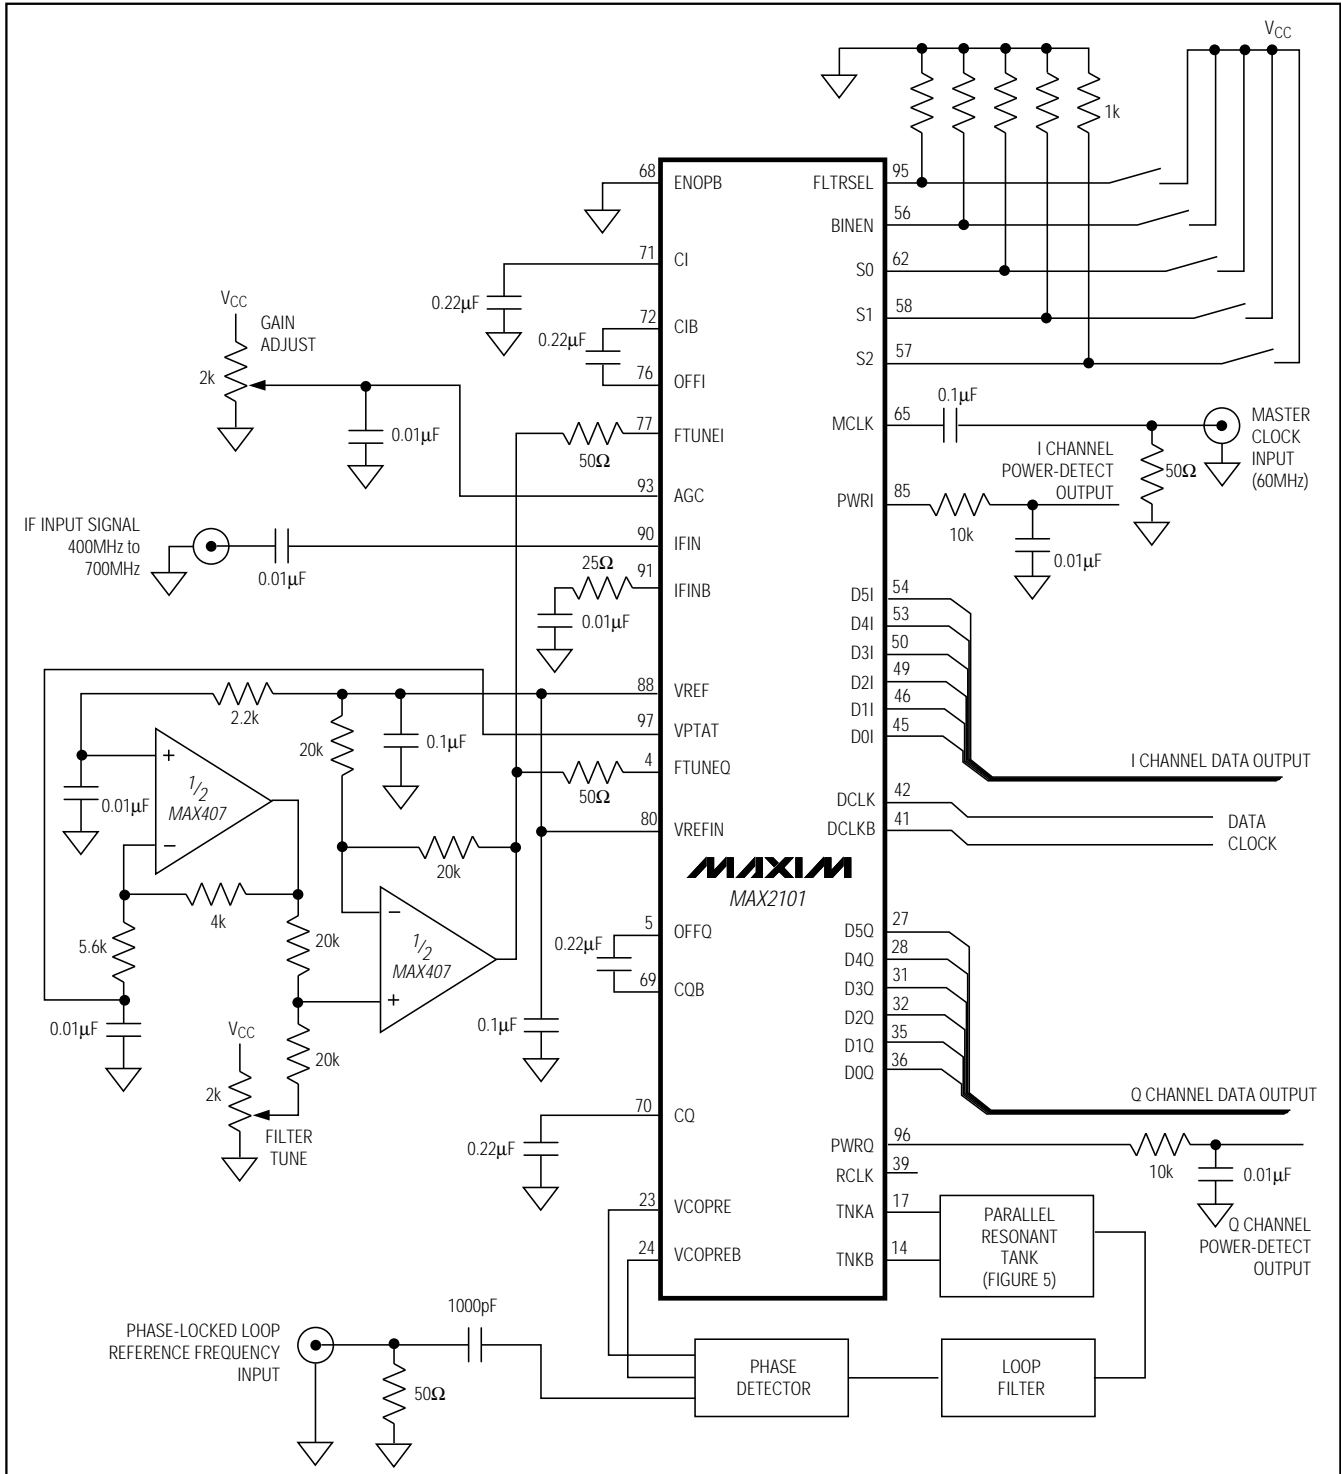 VCC
1k
68
ENOPB
FLTRSEL
95
BINEN
56
71
CI
S0
62
0.22µF
72
CIB
S1
58
0.22µF
S2
57
76
OFFI
VCC
GAIN
ADJUST
2k
0.01µF
77
FTUNEI
50Ω
MCLK
65
0.1µF
MASTER
CLOCK
INPUT
(60MHz)
50Ω
I CHANNEL
POWER-DETECT
OUTPUT
93
AGC
PWRI
85
10k
0.01µF
IF INPUT SIGNAL
400MHz to
700MHz
0.01µF
90
IFIN
25Ω
91
IFINB
0.01µF
D5I
54
D4I
53
D3I
50
D2I
49
D1I
46
D0I
45
I CHANNEL DATA OUTPUT
88
VREF
2.2k
97
VPTAT
20k
0.1µF
4
FTUNEQ
50Ω
+
1/2
MAX407
–
0.01µF
80
VREFIN
DCLK
42
DCLKB
41
DATA
CLOCK
20k
MAXIM
MAX2101
4k
5.6k
20k
–
1/2
MAX407
+
5
OFFQ
0.22µF
69
CQB
D5Q
27
D4Q
28
D3Q
31
D2Q
32
D1Q
35
D0Q
36
Q CHANNEL DATA OUTPUT
0.01µF
VCC
20k
0.1µF
2k
FILTER
TUNE
70
CQ
0.22µF
PWRQ
96
10k
0.01µF
Q CHANNEL
POWER-DETECT
OUTPUT
RCLK
39
23
VCOPRE
TNKA
17
24
VCOPREB
TNKB
14
PARALLEL
RESONANT
TANK
(FIGURE 5)
1000pF
PHASE-LOCKED LOOP
REFERENCE FREQUENCY
INPUT
50Ω
PHASE
DETECTOR
LOOP
FILTER